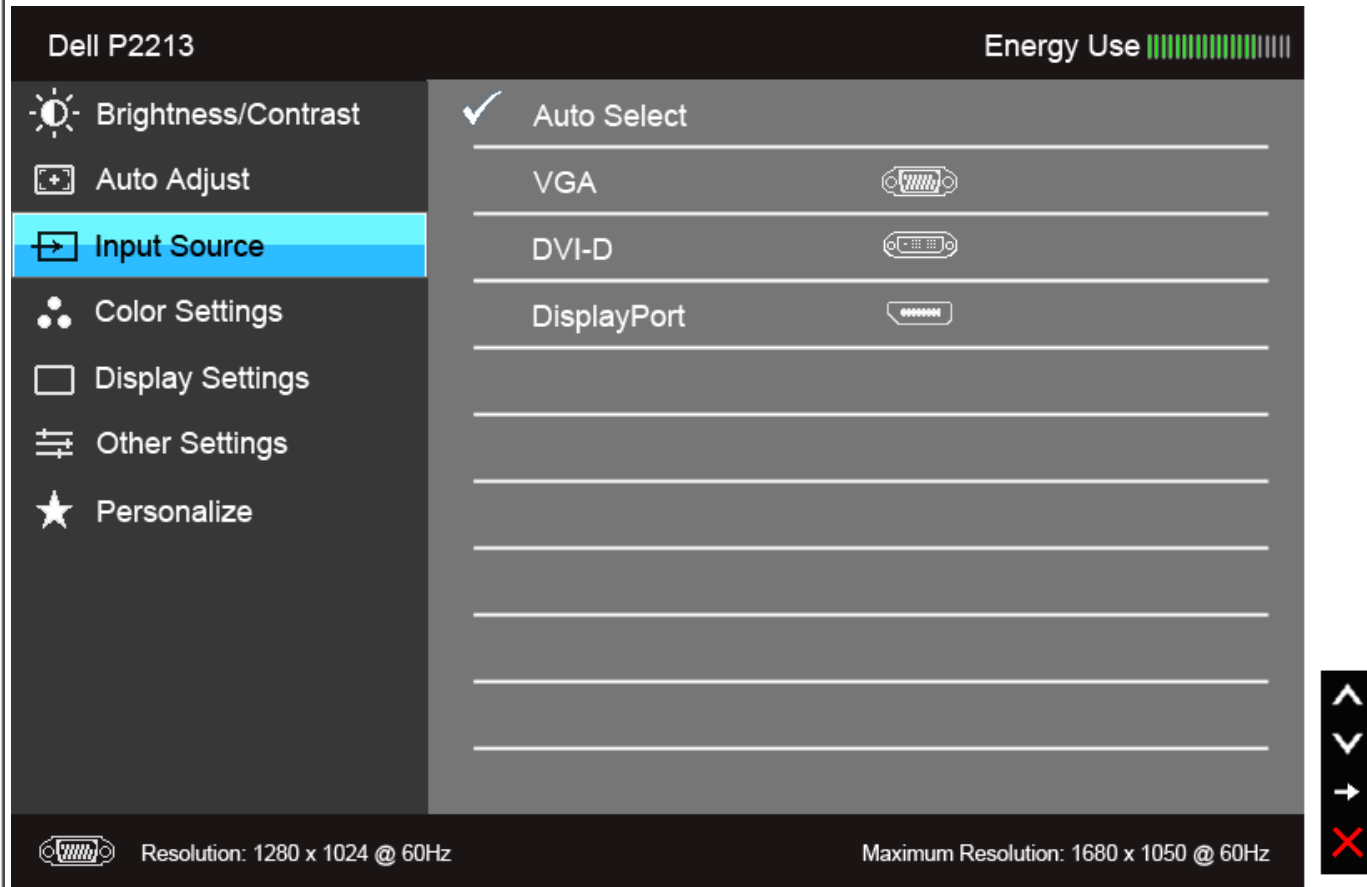 Dell P2213
Energy Use
Brightness/Contrast
Auto Adjust
Input Source
Color Settings
Display Settings
Other Settings
Personalize
Auto Select
VGA
DVI-D
DisplayPort
Resolution: 1280 x 1024 @ 60Hz
Maximum Resolution: 1680 x 1050 @ 60Hz